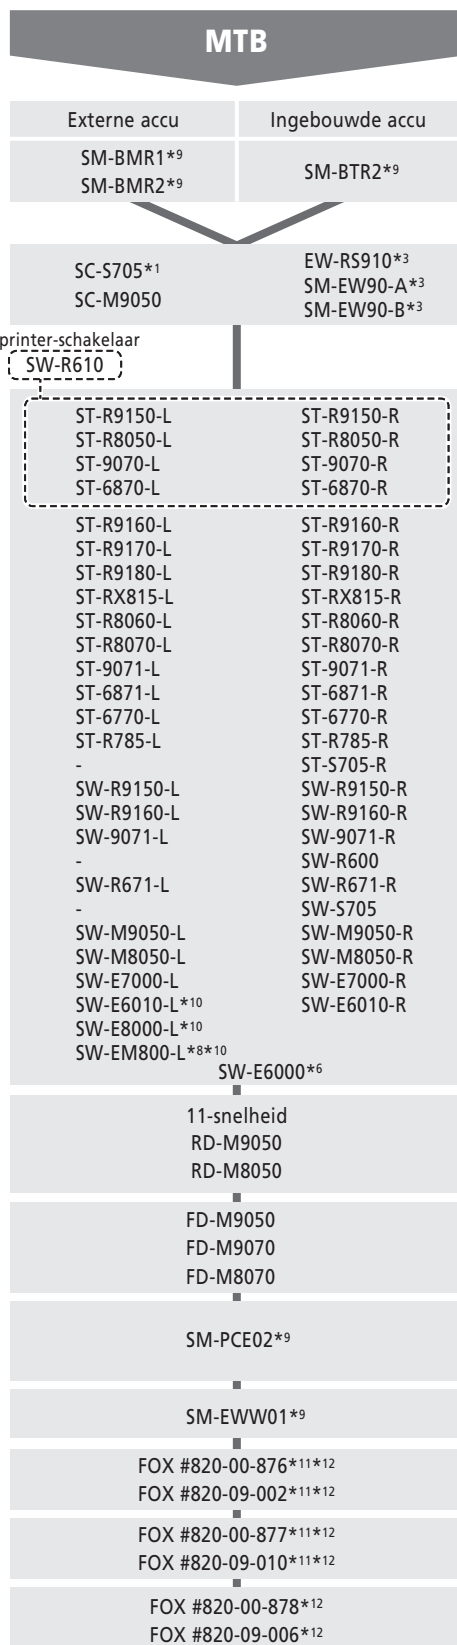 MTB
Externe accu
Ingebouwde accu
SM-BMR1*9
SM-BMR2*9
SM-BTR2*9
SC-S705*1
SC-M9050
EW-RS910*3
SM-EW90-A*3
SM-EW90-B*3
printer-schakelaar
SW-R610
ST-R9150-L ST-R9150-R
ST-R8050-L ST-R8050-R
ST-9070-L ST-9070-R
ST-6870-L ST-6870-R
ST-R9160-L ST-R9160-R
ST-R9170-L ST-R9170-R
ST-R9180-L ST-R9180-R
ST-RX815-L ST-RX815-R
ST-R8060-L ST-R8060-R
ST-R8070-L ST-R8070-R
ST-9071-L ST-9071-R
ST-6871-L ST-6871-R
ST-6770-L ST-6770-R
ST-R785-L ST-R785-R
- ST-S705-R
SW-R9150-L SW-R9150-R
SW-R9160-L SW-R9160-R
SW-9071-L SW-9071-R
- SW-R600
SW-R671-L SW-R671-R
- SW-S705
SW-M9050-L SW-M9050-R
SW-M8050-L SW-M8050-R
SW-E7000-L SW-E7000-R
SW-E6010-L*10 SW-E6010-R
SW-E8000-L*10
SW-EM800-L*8*10
SW-E6000*6
11-snelheid
RD-M9050
RD-M8050
FD-M9050
FD-M9070
FD-M8070
SM-PCE02*9
SM-EWW01*9
FOX #820-00-876*11*12
FOX #820-09-002*11*12
FOX #820-00-877*11*12
FOX #820-09-010*11*12
FOX #820-00-878*12
FOX #820-09-006*12